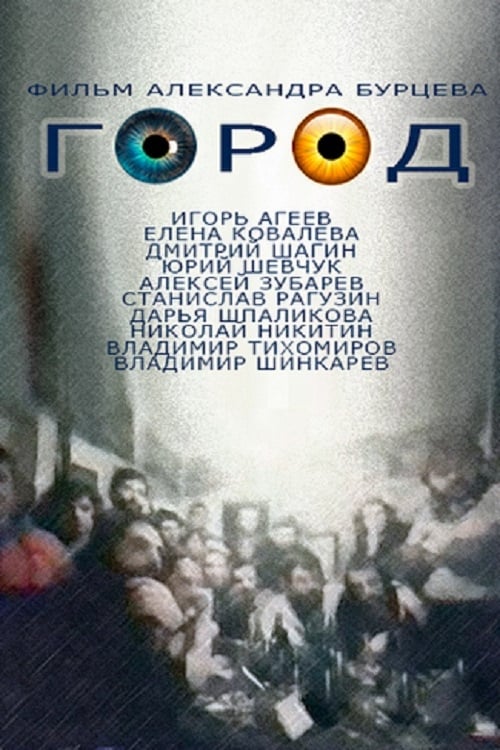 ФИЛЬМ АЛЕКСАНДРА БУРЦЕВА
ГОРОД
ИГОРЬ АГЕЕВ
ЕЛЕНА КОВАЛЕВА
ДМИТРИЙ ШАГИН
ЮРИЙ ШЕВЧУК
АЛЕКСЕЙ ЗУБАРЕВ
СТАНИСЛАВ РАГУЗИН
ДАРЬЯ ШПАЛИКОВА
НИКОЛАЙ НИКИТИН
ВЛАДИМИР ТИХОМИРОВ
ВЛАДИМИР ШИНКАРЕВ